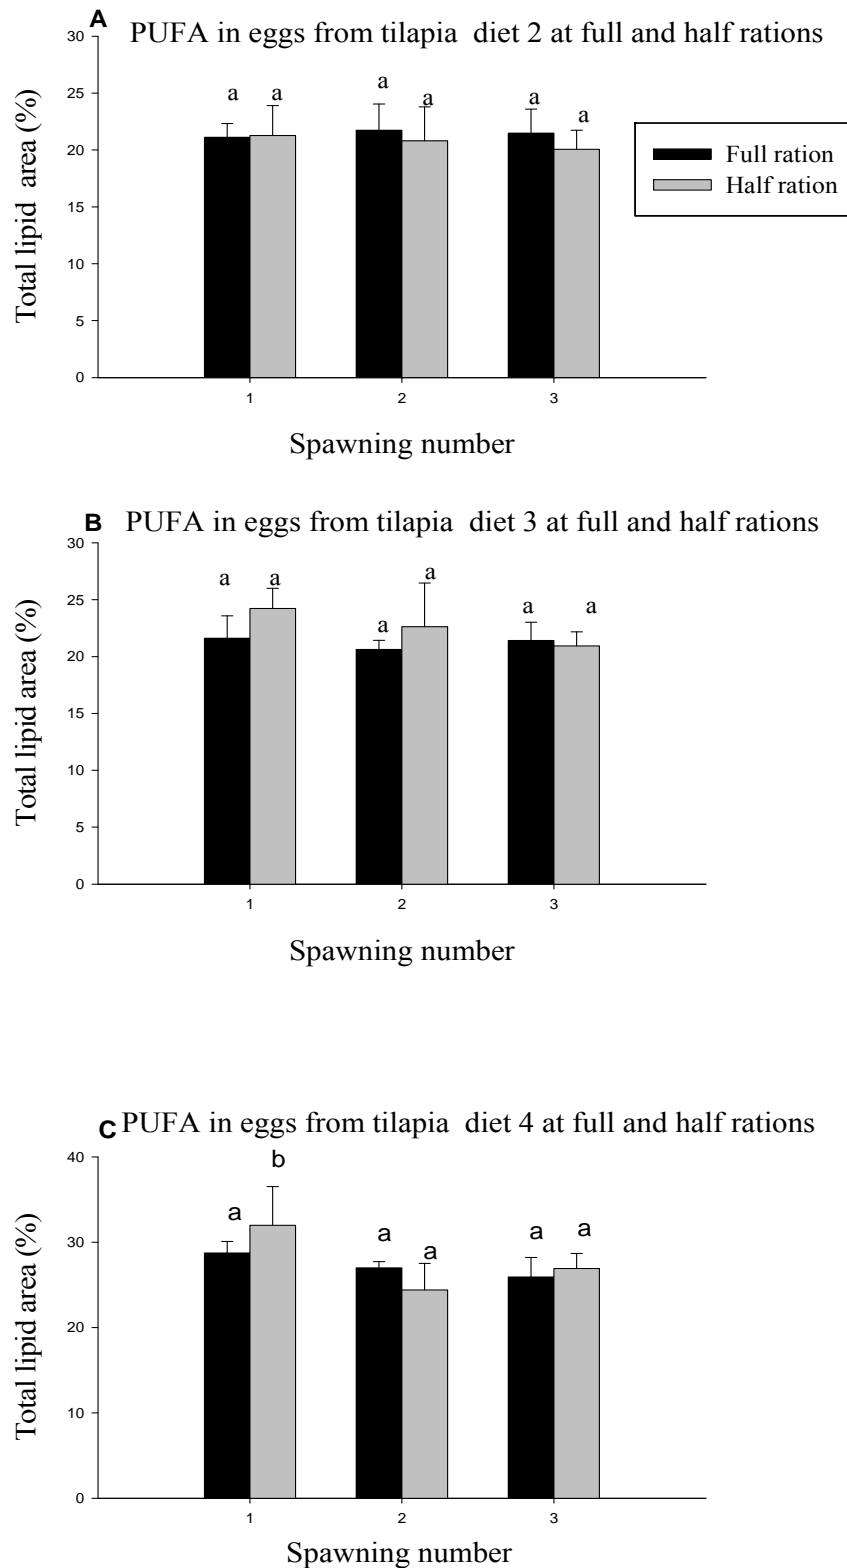 A PUFA in eggs from tilapia diet 2 at full and half rations
30
25
20
15
10
5
0
Total lipid area (%)
a a a a a a
Full ration
Half ration
1 2 3
Spawning number
B PUFA in eggs from tilapia diet 3 at full and half rations
30
25
20
15
10
5
0
Total lipid area (%)
a a a a a a
1 2 3
Spawning number
C PUFA in eggs from tilapia diet 4 at full and half rations
40
30
20
10
0
Total lipid area (%)
a b a a a a
1 2 3
Spawning number